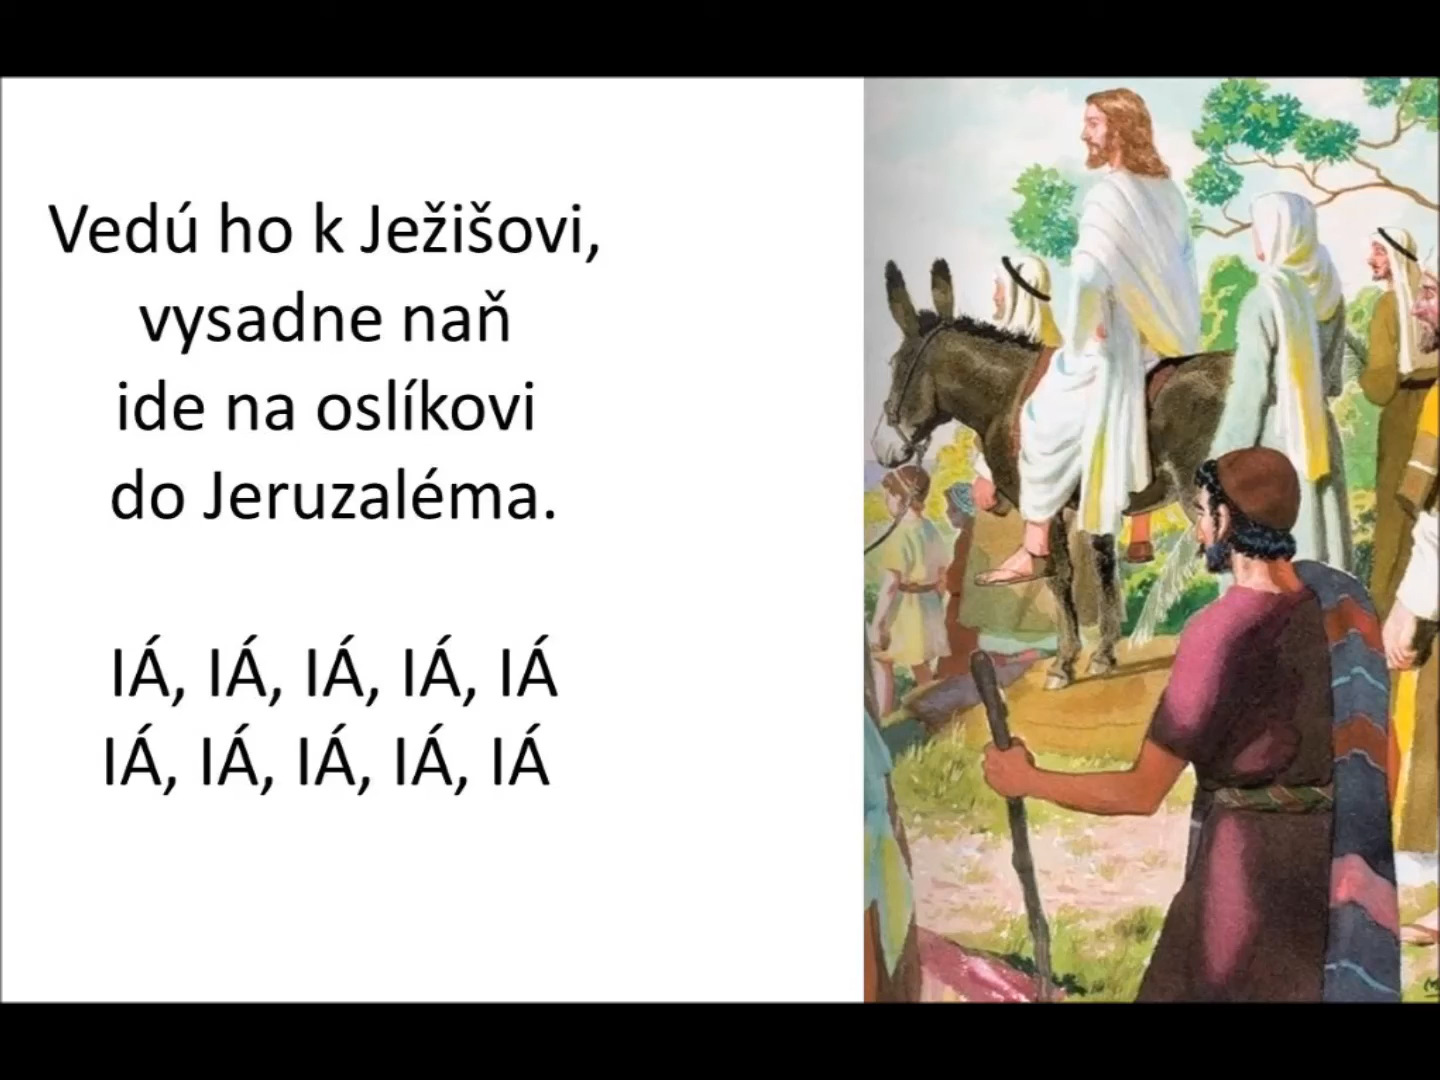 Vedú ho k Ježišovi,
vysadne naň
ide na oslíkovi
do Jeruzaléma.
IÁ, IÁ, IÁ, IÁ, IÁ
IÁ, IÁ, IÁ, IÁ, IÁ